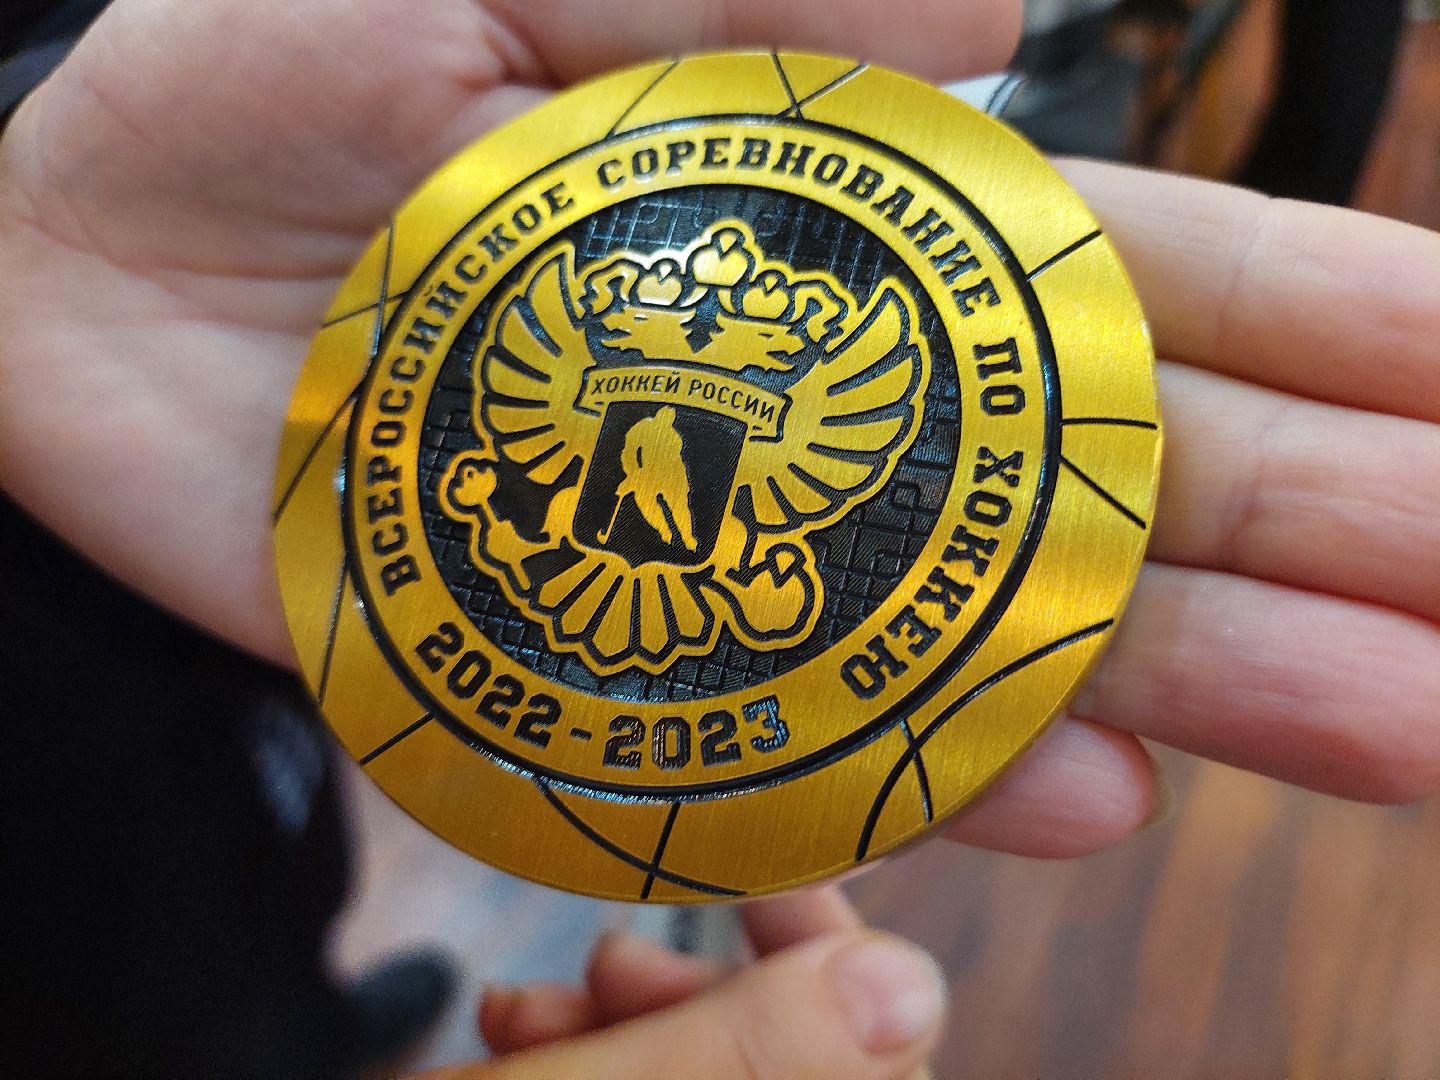 ВСЕРОССИЙСКОЕ СОРЕВНОВАНИЕ ПО ХОККЕЮ
ХОККЕЙ РОССИИ
2022-2023